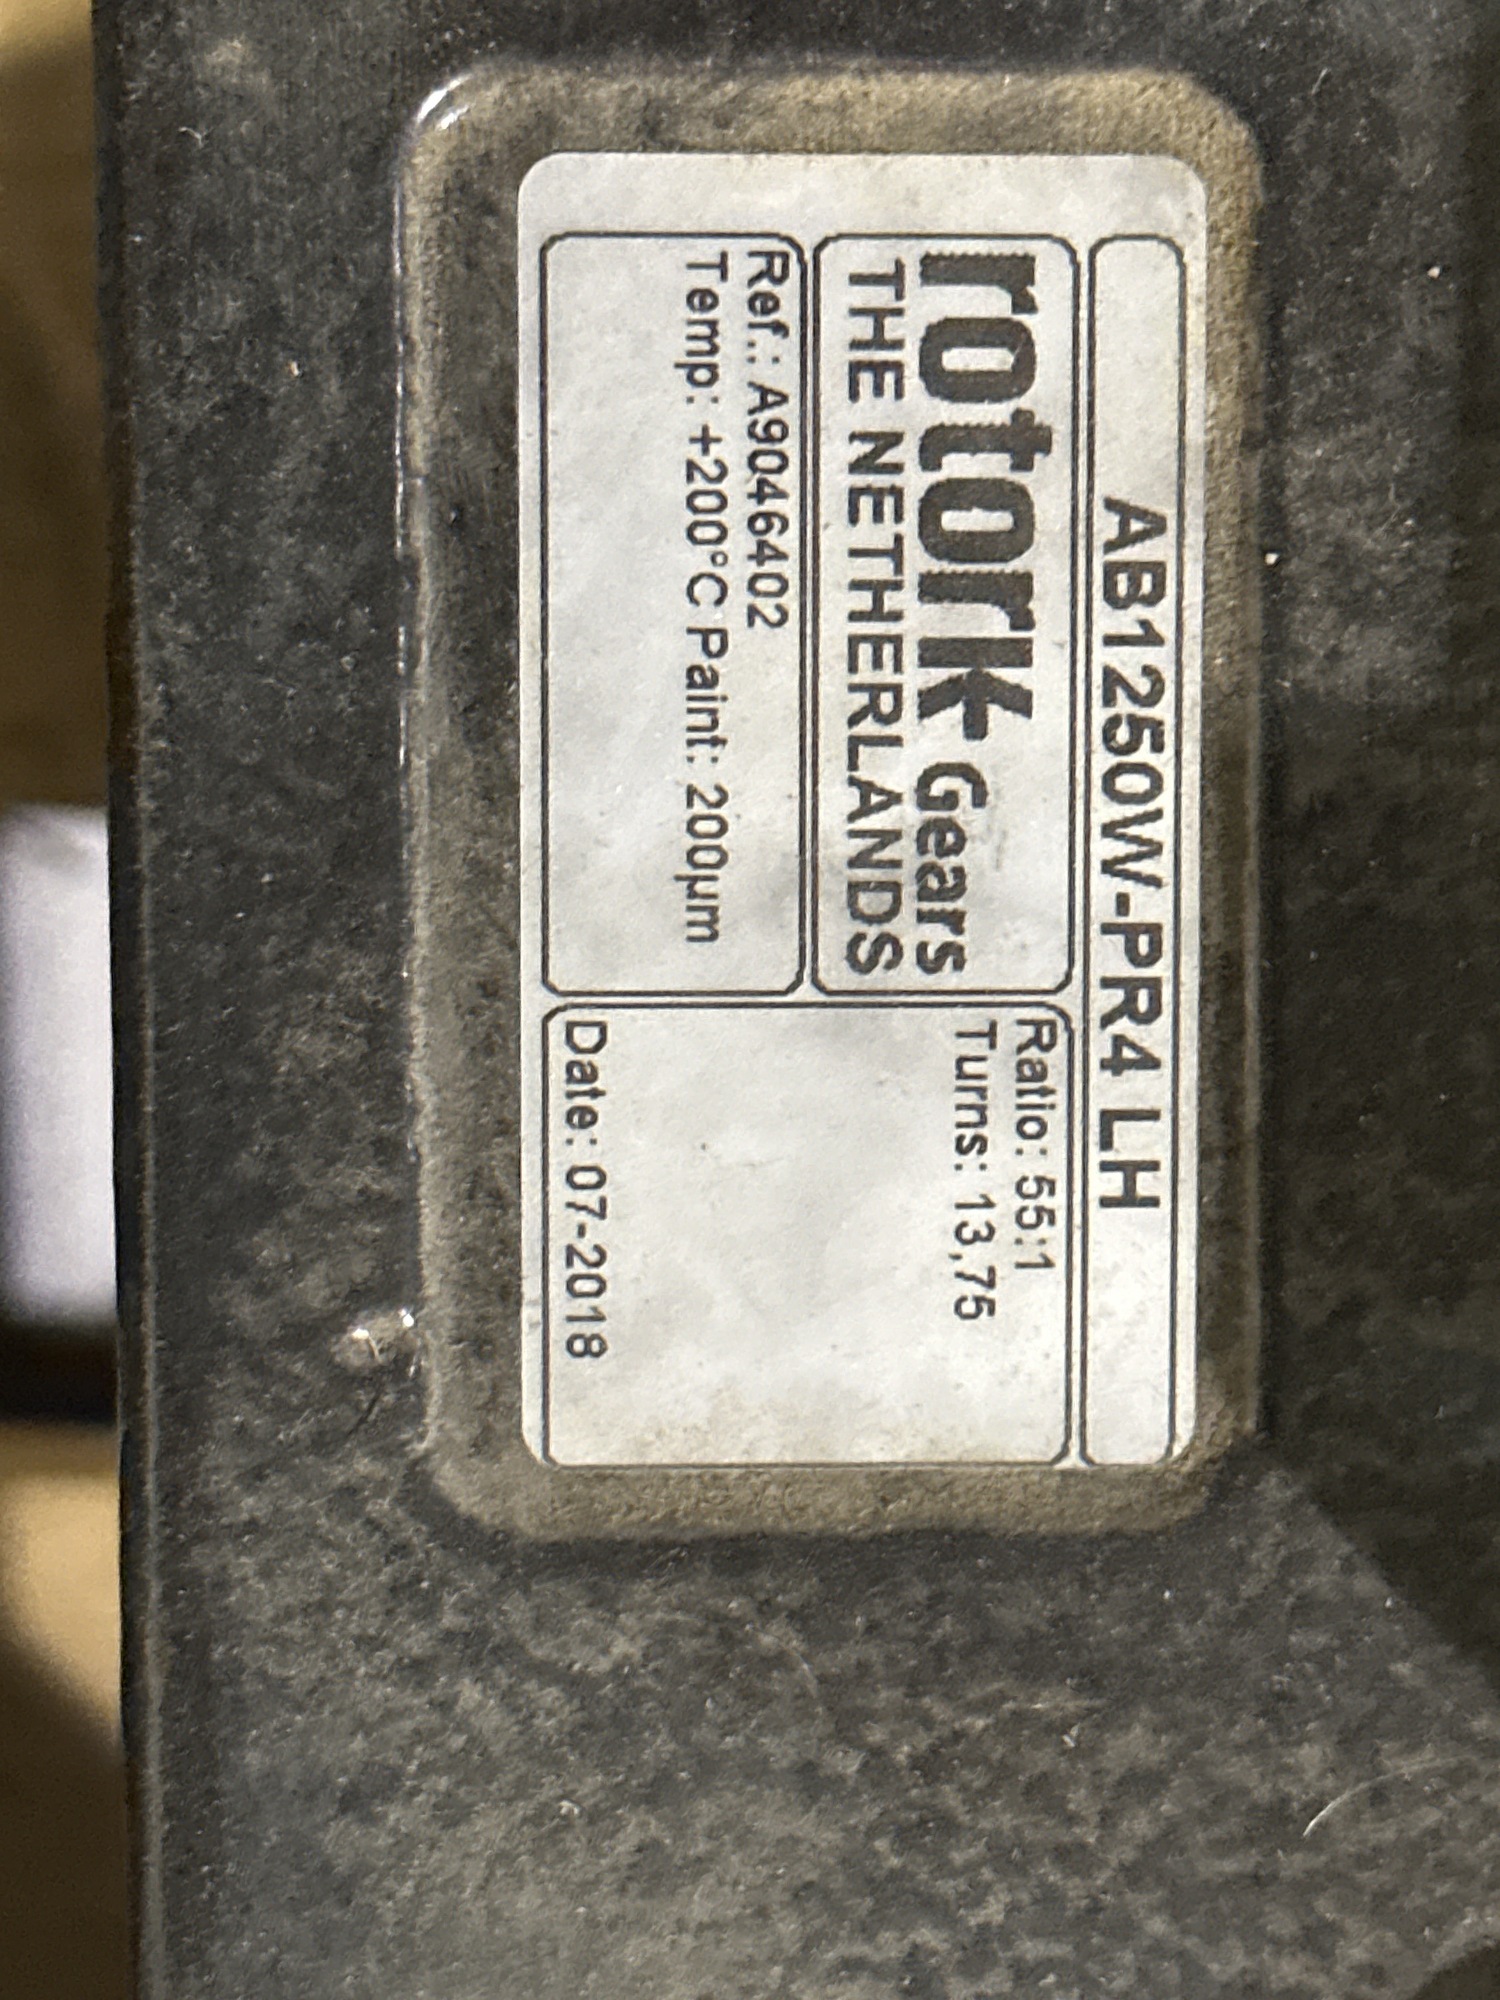 AB1250W-PR4 LH
rotork Gears
THE NETHERLANDS
Ref.: A9046402
Temp: +200°C Paint: 200µm
Ratio: 55:1
Turns: 13,75
Date: 07-2018